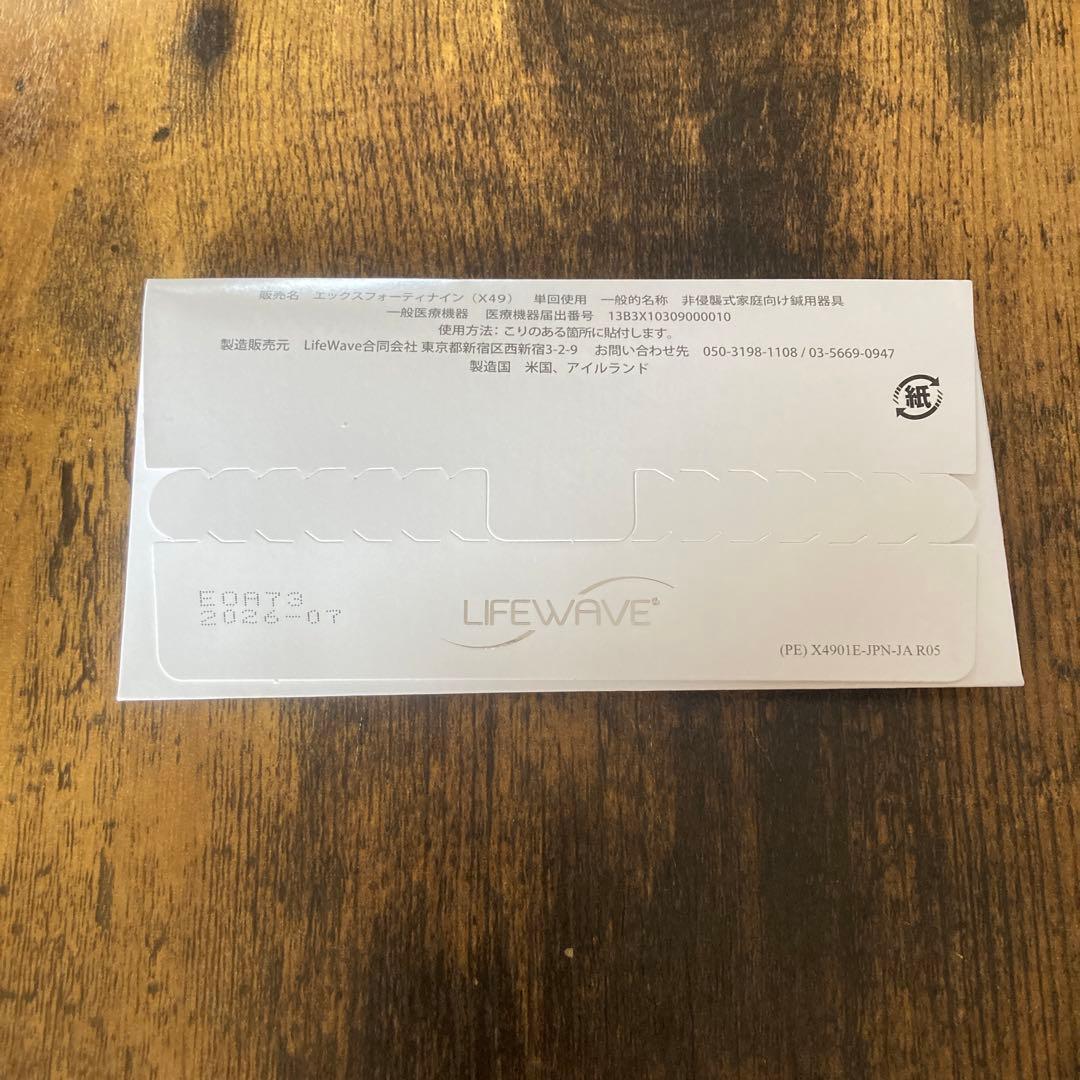 販売名 エックスフォーティナイン（X49） 単回使用 一般的名称 非侵襲式家庭向け鍼用器具
一般医療機器 医療機器届出番号 13B3X10309000010
使用方法：こりのある箇所に貼付します。
製造販売元 LifeWave合同会社 東京都新宿区西新宿3-2-9 お問い合わせ先 050-3198-1108 / 03-5669-0947
製造国 米国、アイルランド
紙
E0A73
2026-07
LIFEWAVE®
(PE) X4901E-JPN-JA R05